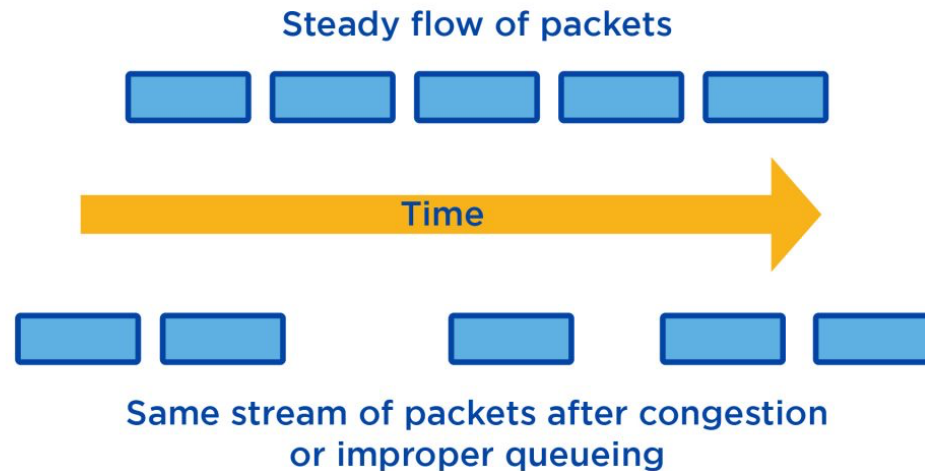 Steady flow of packets
Time
Same stream of packets after congestion
or improper queueing